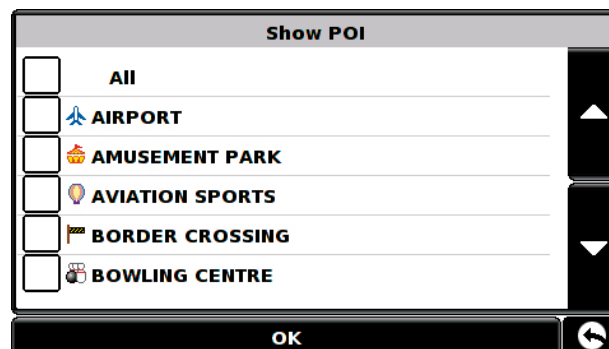 Show POI
All
AIRPORT
AMUSEMENT PARK
AVIATION SPORTS
BORDER CROSSING
BOWLING CENTRE
OK